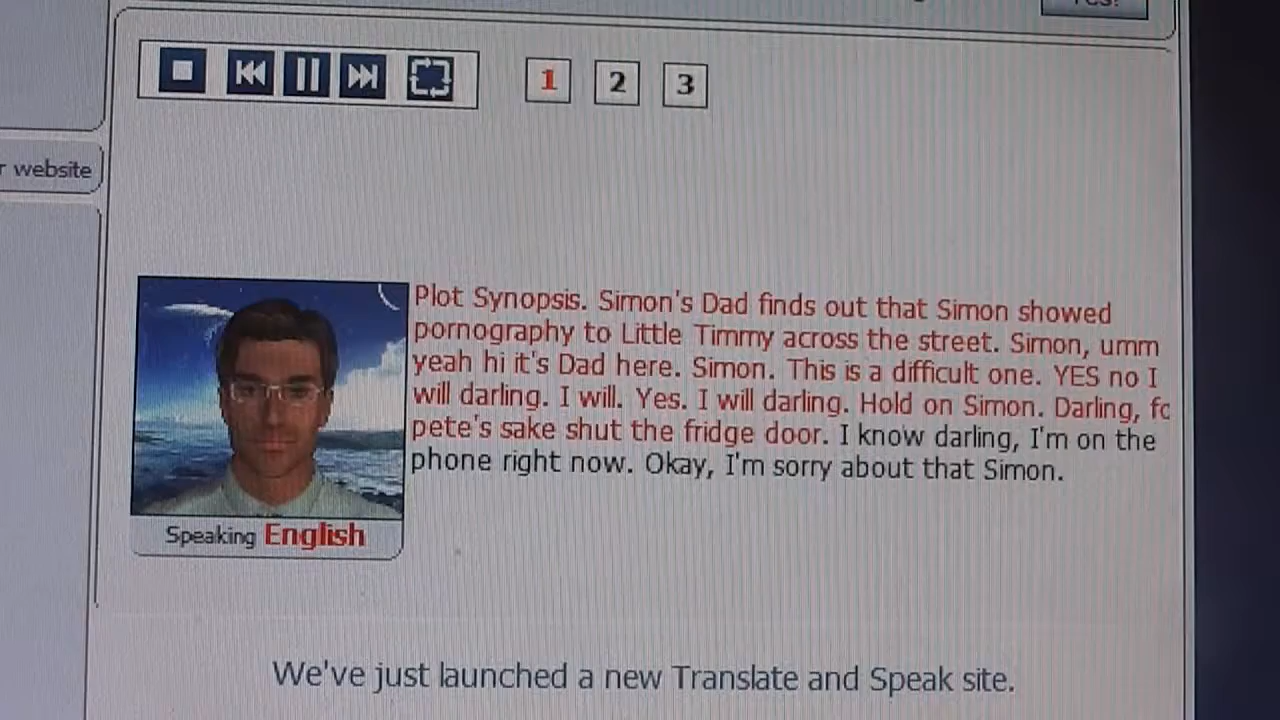 Yes!
1 2 3
r website
Plot Synopsis. Simon's Dad finds out that Simon showed
pornography to Little Timmy across the street. Simon, umm
yeah hi it's Dad here. Simon. This is a difficult one. YES no I
will darling. I will. Yes. I will darling. Hold on Simon. Darling, fo
pete's sake shut the fridge door. I know darling, I'm on the
phone right now. Okay, I'm sorry about that Simon.
Speaking English
We've just launched a new Translate and Speak site.